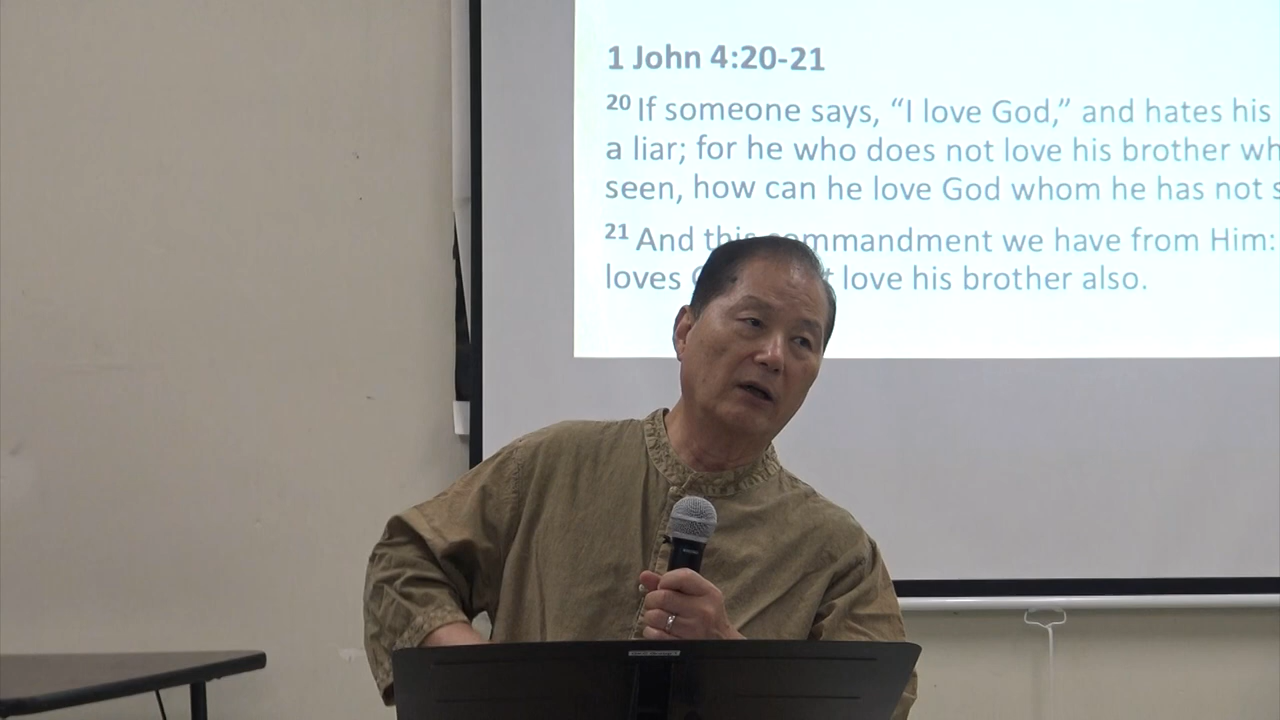 1 John 4:20-21
20 If someone says, “I love God,” and hates his
a liar; for he who does not love his brother
seen, how can he love God whom he has not
21 And this commandment we have from Him:
loves love his brother also.